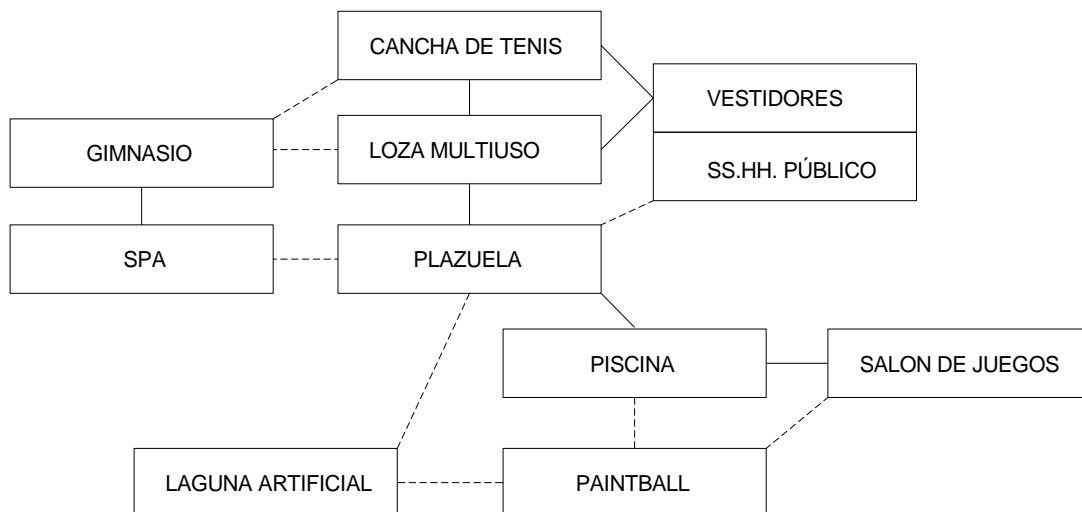 CANCHA DE TENIS
VESTIDORES
GIMNASIO
LOZA MULTIUSO
SS.HH. PÚBLICO
SPA
PLAZUELA
PISCINA
SALON DE JUEGOS
LAGUNA ARTIFICIAL
PAINTBALL